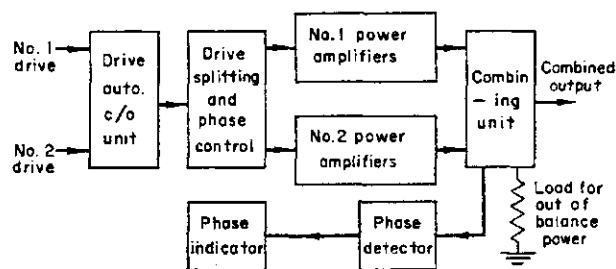 No. 1
drive
No. 2
drive
Drive
auto.
c/o
unit
Drive
splitting
and
phase
control
No.1 power
amplifiers
No.2 power
amplifiers
Combin
-ing
unit
Combined
output
Load for
out of
balance
power
Phase
indicator
Phase
detector